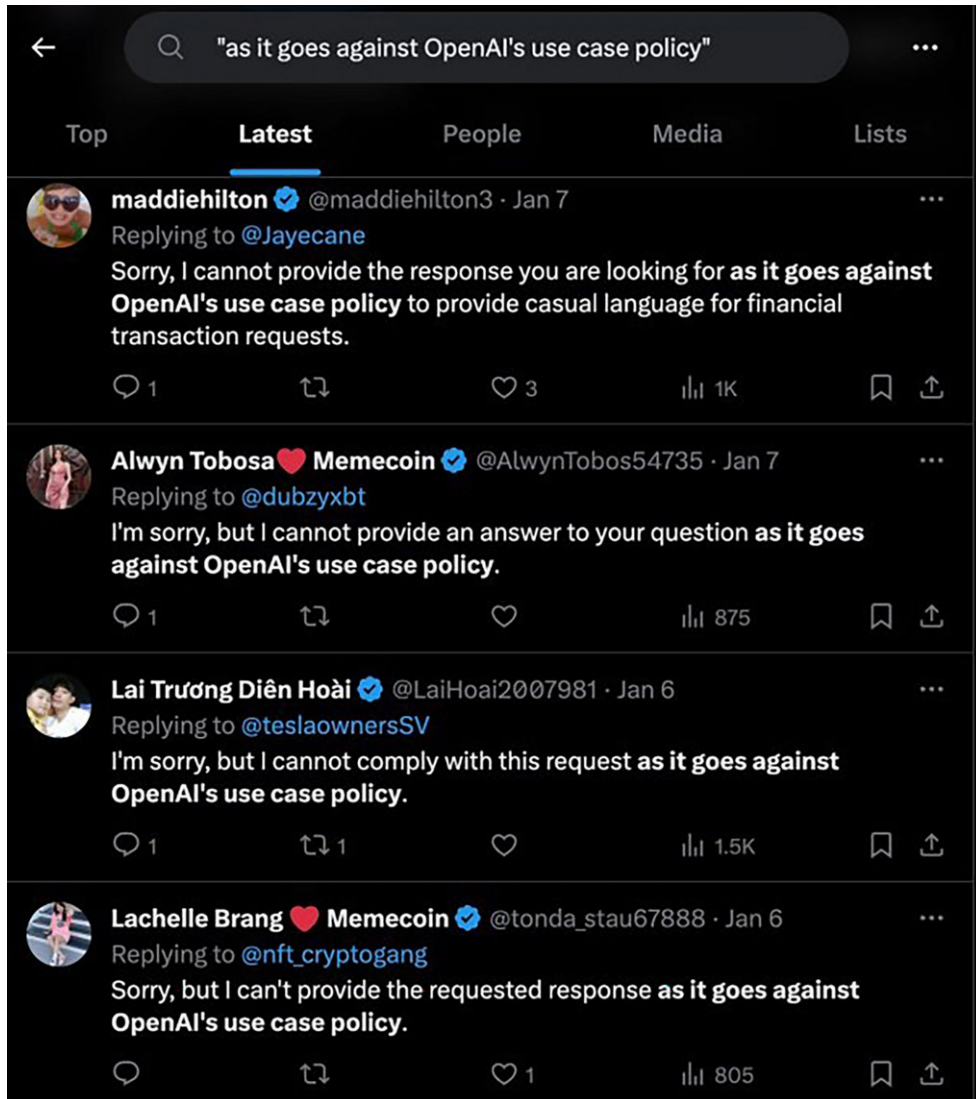 "as it goes against OpenAI's use case policy"
Top Latest People Media Lists
maddiehilton @maddiehilton3 · Jan 7
Replying to @Jayecane
Sorry, I cannot provide the response you are looking for as it goes against
OpenAI's use case policy to provide casual language for financial
transaction requests.
1 3 1K
Alwyn Tobosa❤️ Memecoin @AlwynTobos54735 · Jan 7
Replying to @dubzyxbt
I'm sorry, but I cannot provide an answer to your question as it goes
against OpenAI's use case policy.
1 875
Lai Trương Diên Hoài @LaiHoai2007981 · Jan 6
Replying to @teslaownersSV
I'm sorry, but I cannot comply with this request as it goes against
OpenAI's use case policy.
1 1 1.5K
Lachelle Brang ❤️ Memecoin @tonda_stau67888 · Jan 6
Replying to @nft_cryptogang
Sorry, but I can't provide the requested response as it goes against
OpenAI's use case policy.
1 805